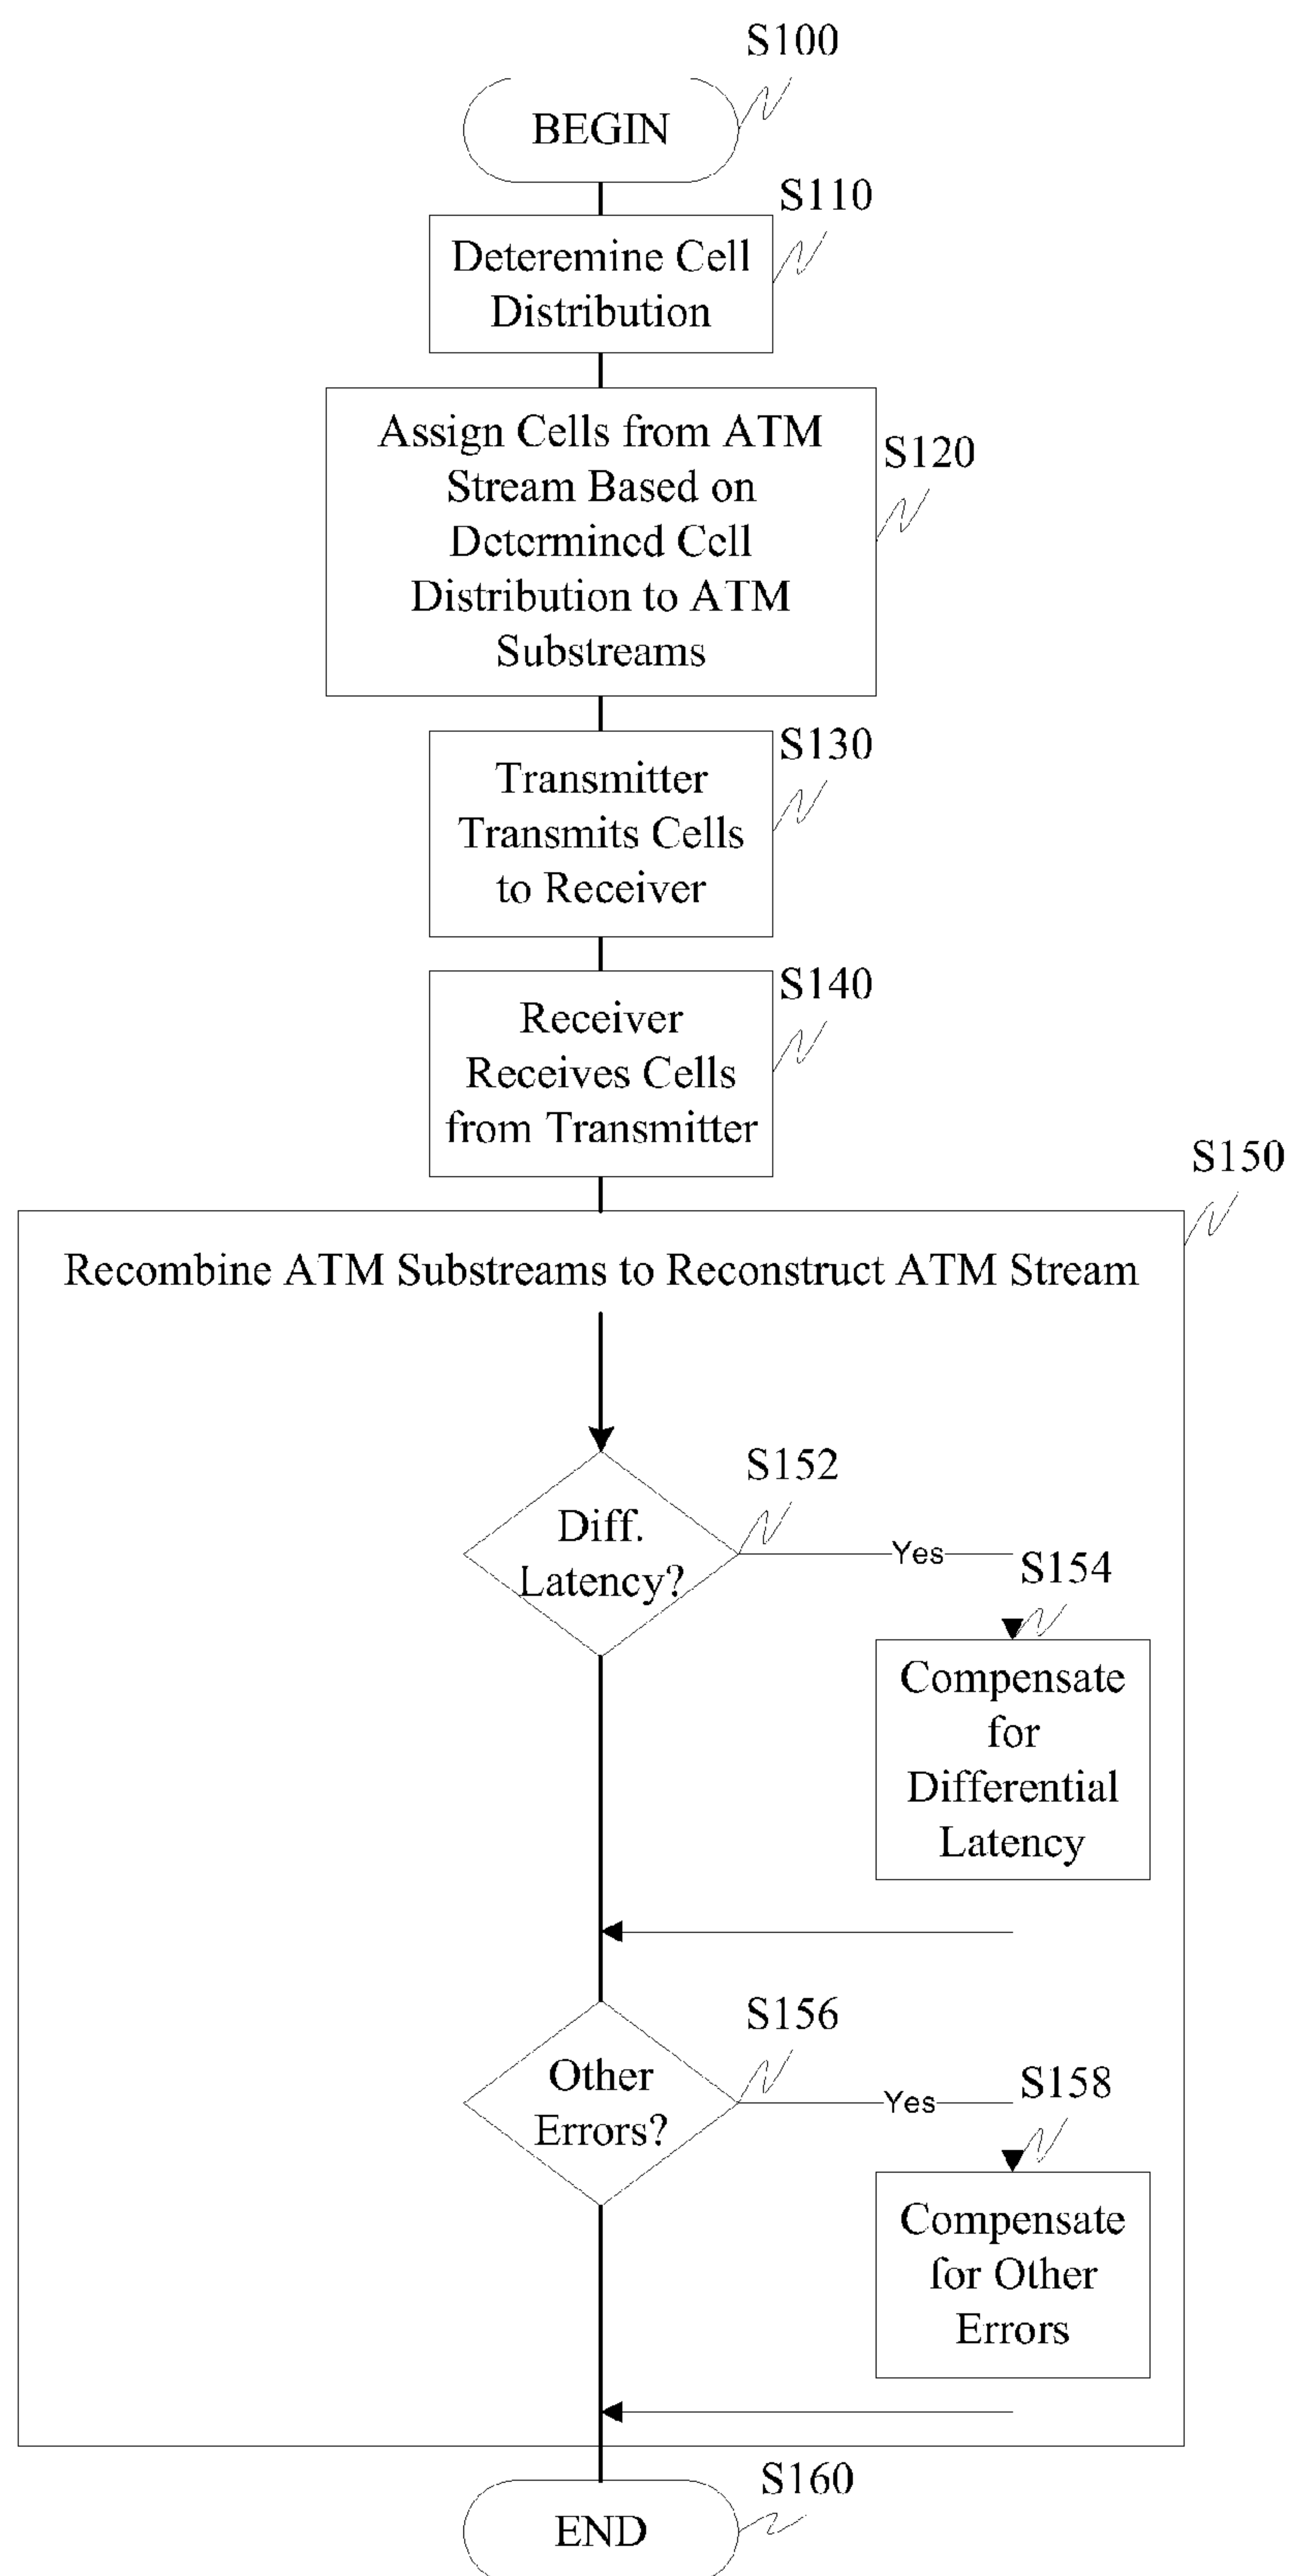 S100
BEGIN
S110
Deteremine Cell
Distribution
Assign Cells from ATM
Stream Based on
Determined Cell
Distribution to ATM
Substreams
S120
S130
Transmitter
Transmits Cells
to Receiver
S140
Receiver
Receives Cells
from Transmitter
S150
Recombine ATM Substreams to Reconstruct ATM Stream
S152
Diff.
Latency?
Yes
S154
Compensate
for
Differential
Latency
S156
Other
Errors?
Yes
S158
Compensate
for Other
Errors
S160
END